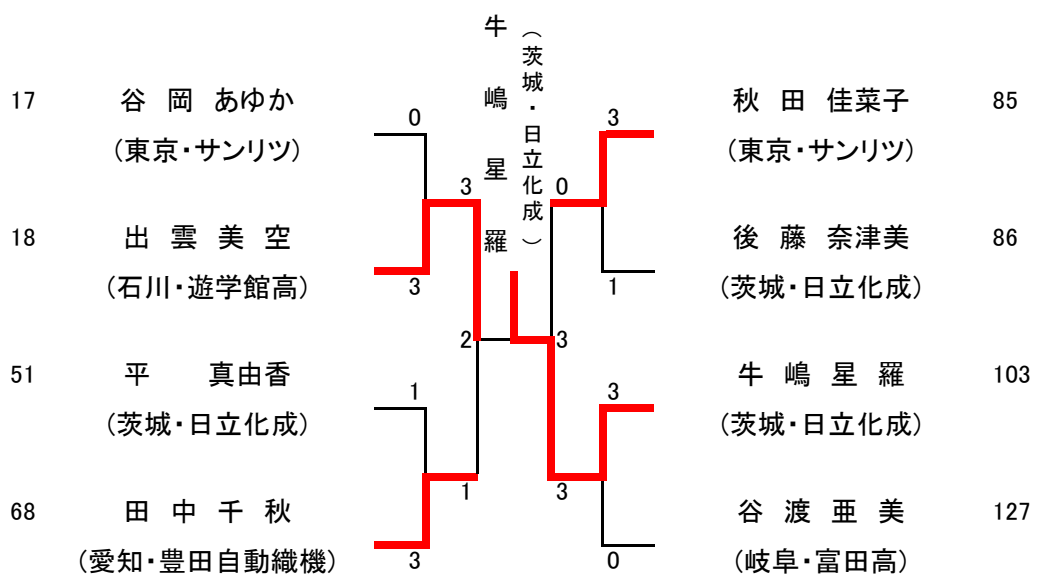 牛嶋星羅
(茨城・日立化成)
17 谷岡 あゆか
(東京・サンリツ)
18 出雲美空
(石川・遊学館高)
51 平 真由香
(茨城・日立化成)
68 田中千秋
(愛知・豊田自動織機)
0
3
3
2
1
1
3
3
0
1
3
3
3
0
秋田 佳菜子 85
(東京・サンリツ)
後藤 奈津美 86
(茨城・日立化成)
牛嶋星羅 103
(茨城・日立化成)
谷渡亜美 127
(岐阜・富田高)